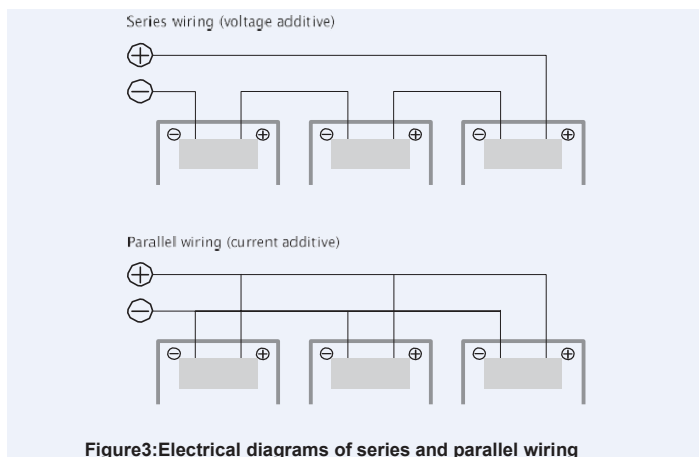 Series wiring (voltage additive)
⊕
⊖
⊖ ⊕ ⊖ ⊕ ⊖ ⊕
Parallel wiring (current additive)
⊕
⊖
⊖ ⊕ ⊖ ⊕ ⊖ ⊕
Figure3:Electrical diagrams of series and parallel wiring